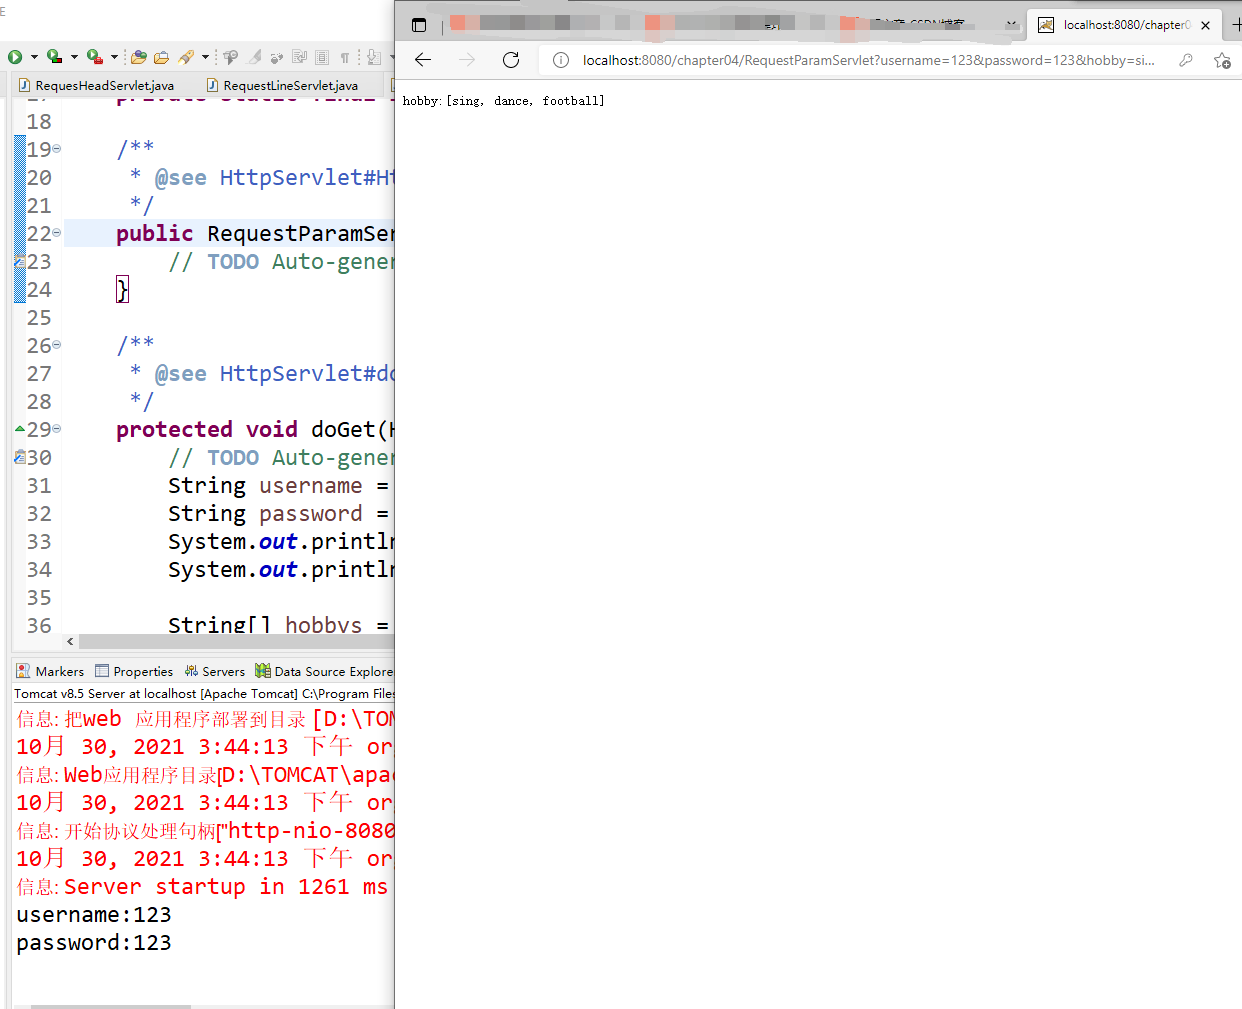 E
RequesHeadServlet.java
RequestLineServlet.java
18
19 /**
20 * @see HttpServlet#Ht
21 */
22 public RequestParamSer
23 // TODO Auto-gener
24 }
25
26 /**
27 * @see HttpServlet#do
28 */
29 protected void doGet(H
30 // TODO Auto-gener
31 String username =
32 String password =
33 System.out.println
34 System.out.println
35
36 String[] hobbys =
Markers Properties Servers Data Source Explore
Tomcat v8.5 Server at localhost [Apache Tomcat] C:\Program Files
信息: 把web 应用程序部署到目录 [D:\TOM
10月 30, 2021 3:44:13 下午 or
信息: Web应用程序目录[D:\TOMCAT\apac
10月 30, 2021 3:44:13 下午 or
信息: 开始协议处理句柄["http-nio-8080
10月 30, 2021 3:44:13 下午 or
信息: Server startup in 1261 ms
username:123
password:123
localhost:8080/chapter0
localhost:8080/chapter04/RequestParamServlet?username=123&password=123&hobby=si...
hobby:[sing, dance, football]